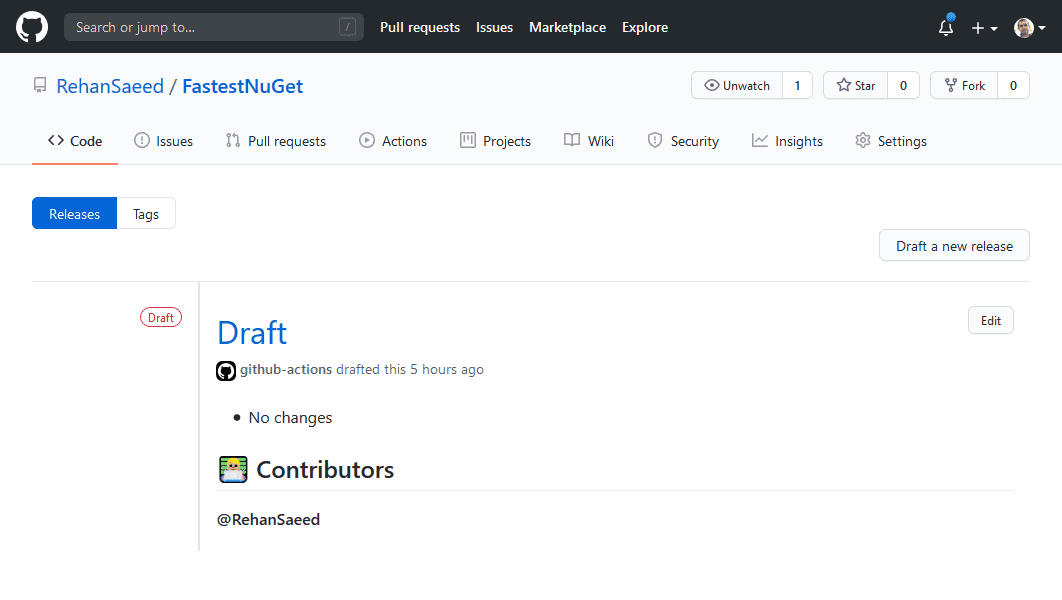 Search or jump to... / Pull requests Issues Marketplace Explore
RehanSaeed / FastestNuGet Unwatch 1 Star 0 Fork 0
Code Issues Pull requests Actions Projects Wiki Security Insights Settings
Releases Tags
Draft a new release
Draft
Draft Edit
github-actions drafted this 5 hours ago
No changes
Contributors
@RehanSaeed